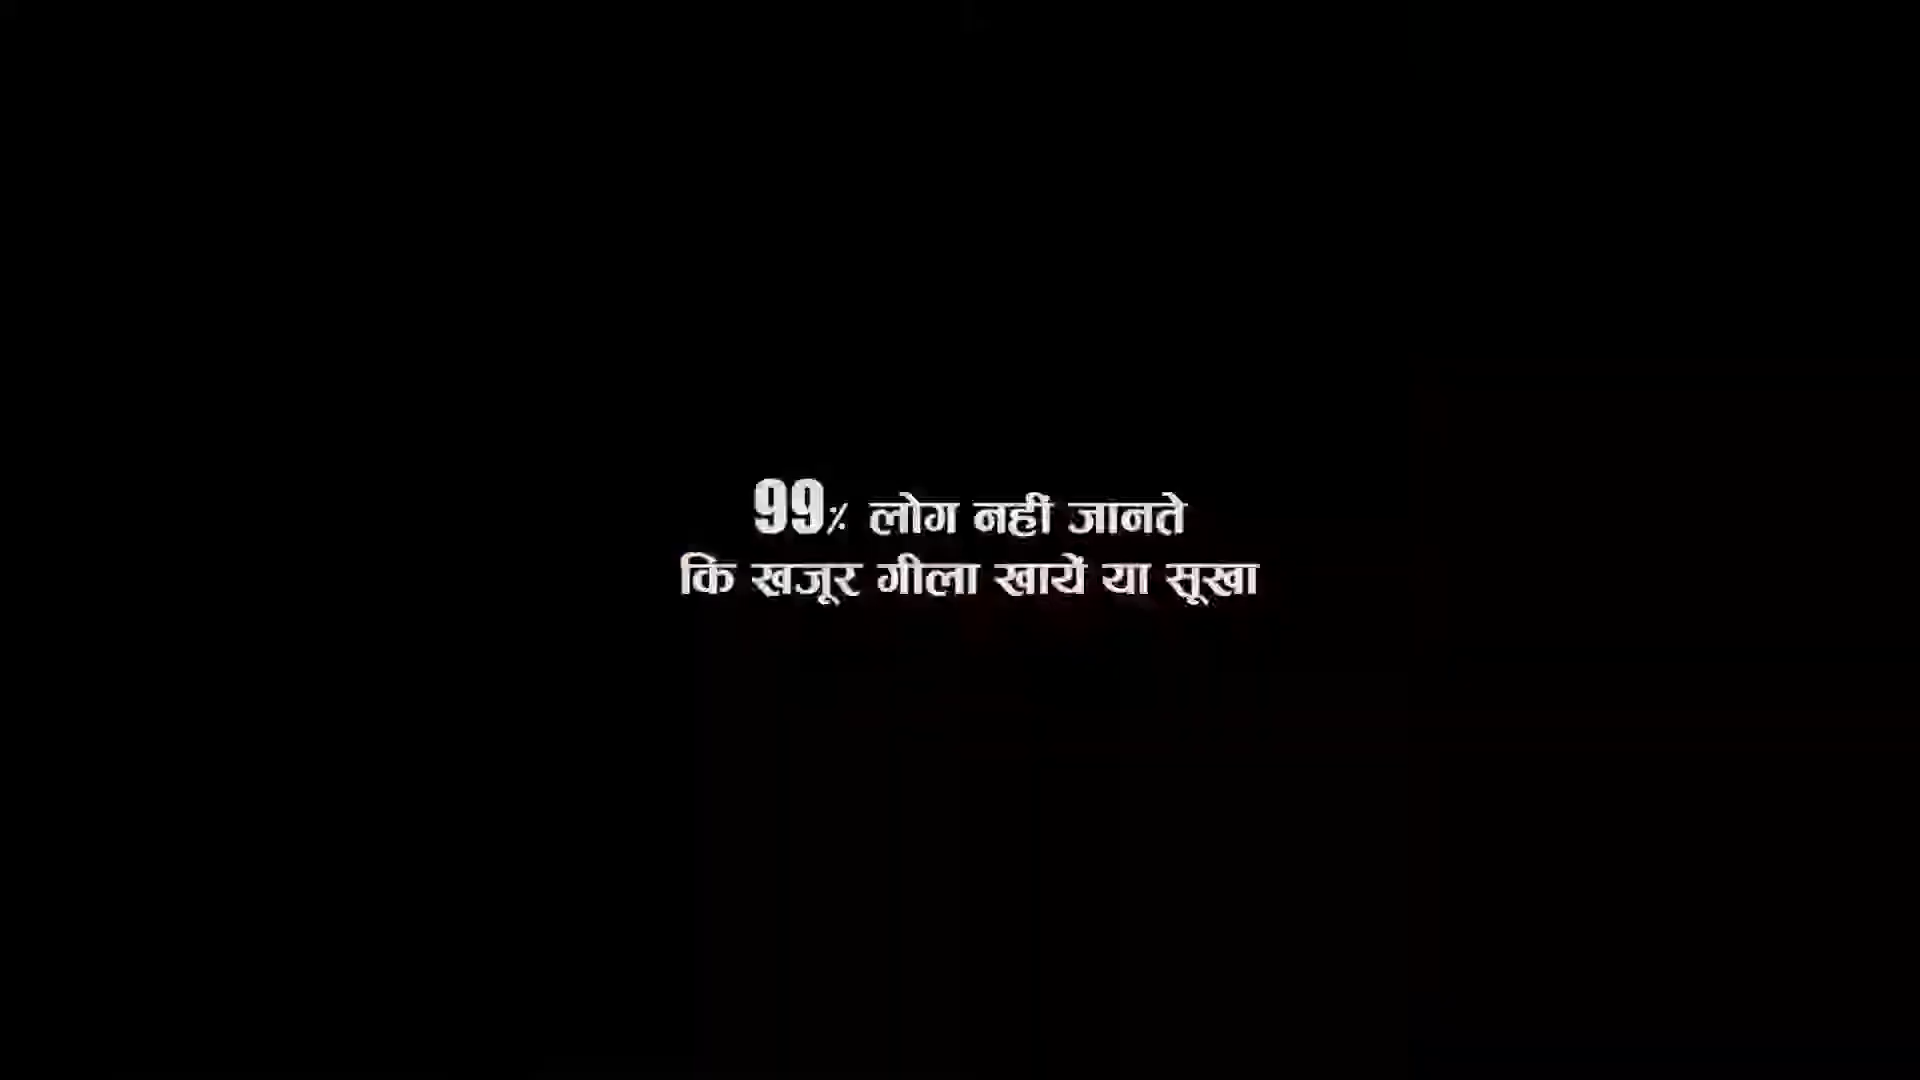 99% लोग नहीं जानते
कि खजूर गीला खायें या सूखा